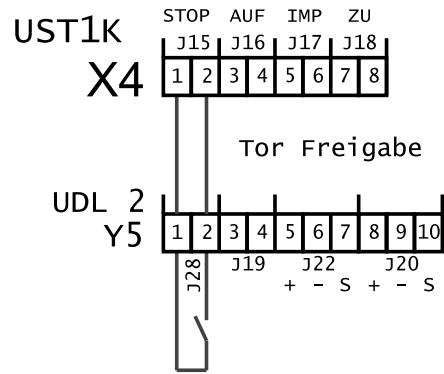 STOP AUF IMP ZU
UST1K J15 J16 J17 J18
X4 1 2 3 4 5 6 7 8
Tor Freigabe
UDL 2
Y5 1 2 3 4 5 6 7 8 9 10
J28 J19 J22 J20
+ - S + - S